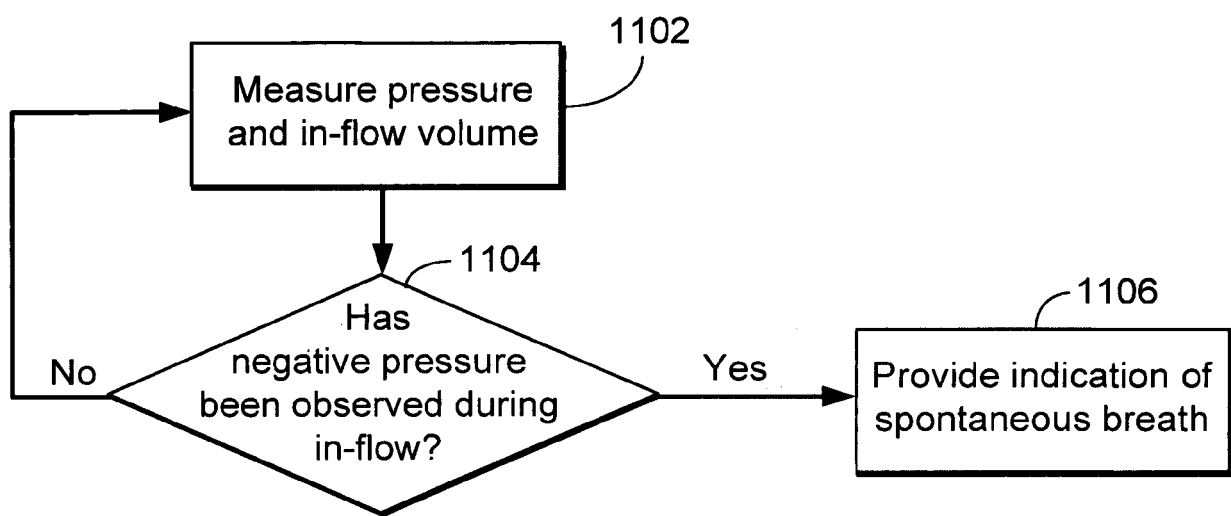 1102
Measure pressure
and in-flow volume
1104
Has
negative pressure
been observed during
in-flow?
No
Yes
1106
Provide indication of
spontaneous breath